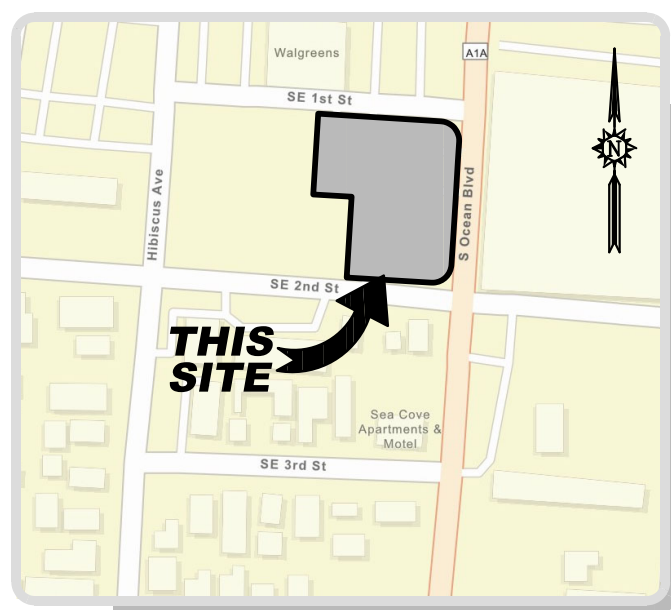 Walgreens
A1A
SE 1st St
N
Hibiscus Ave
S Ocean Blvd
SE 2nd St
THIS
SITE
Sea Cove
Apartments &
Motel
SE 3rd St